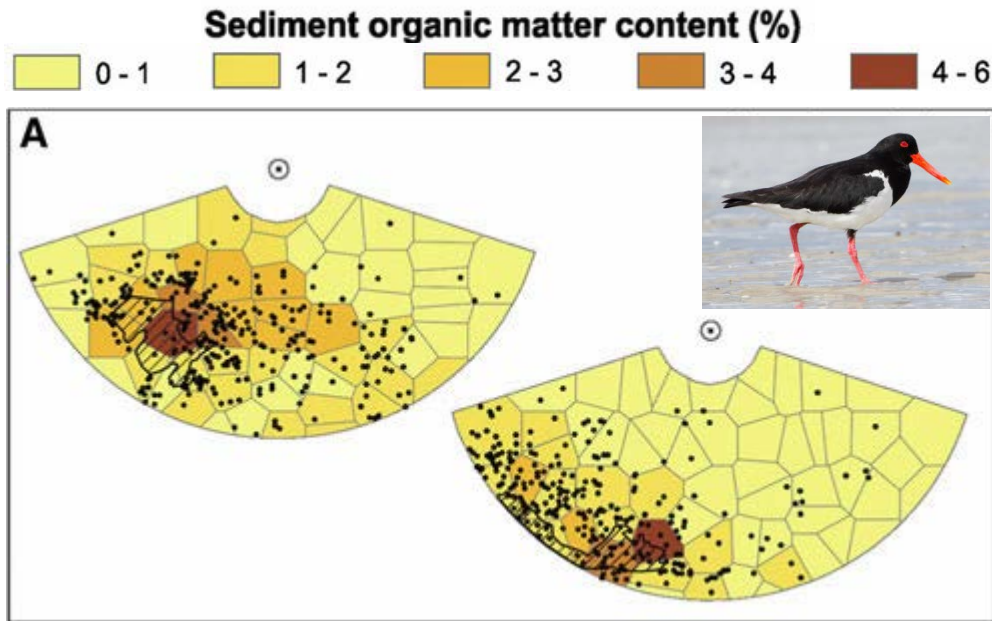 Sediment organic matter content (%)
0 - 1 1 - 2 2 - 3 3 - 4 4 - 6
A